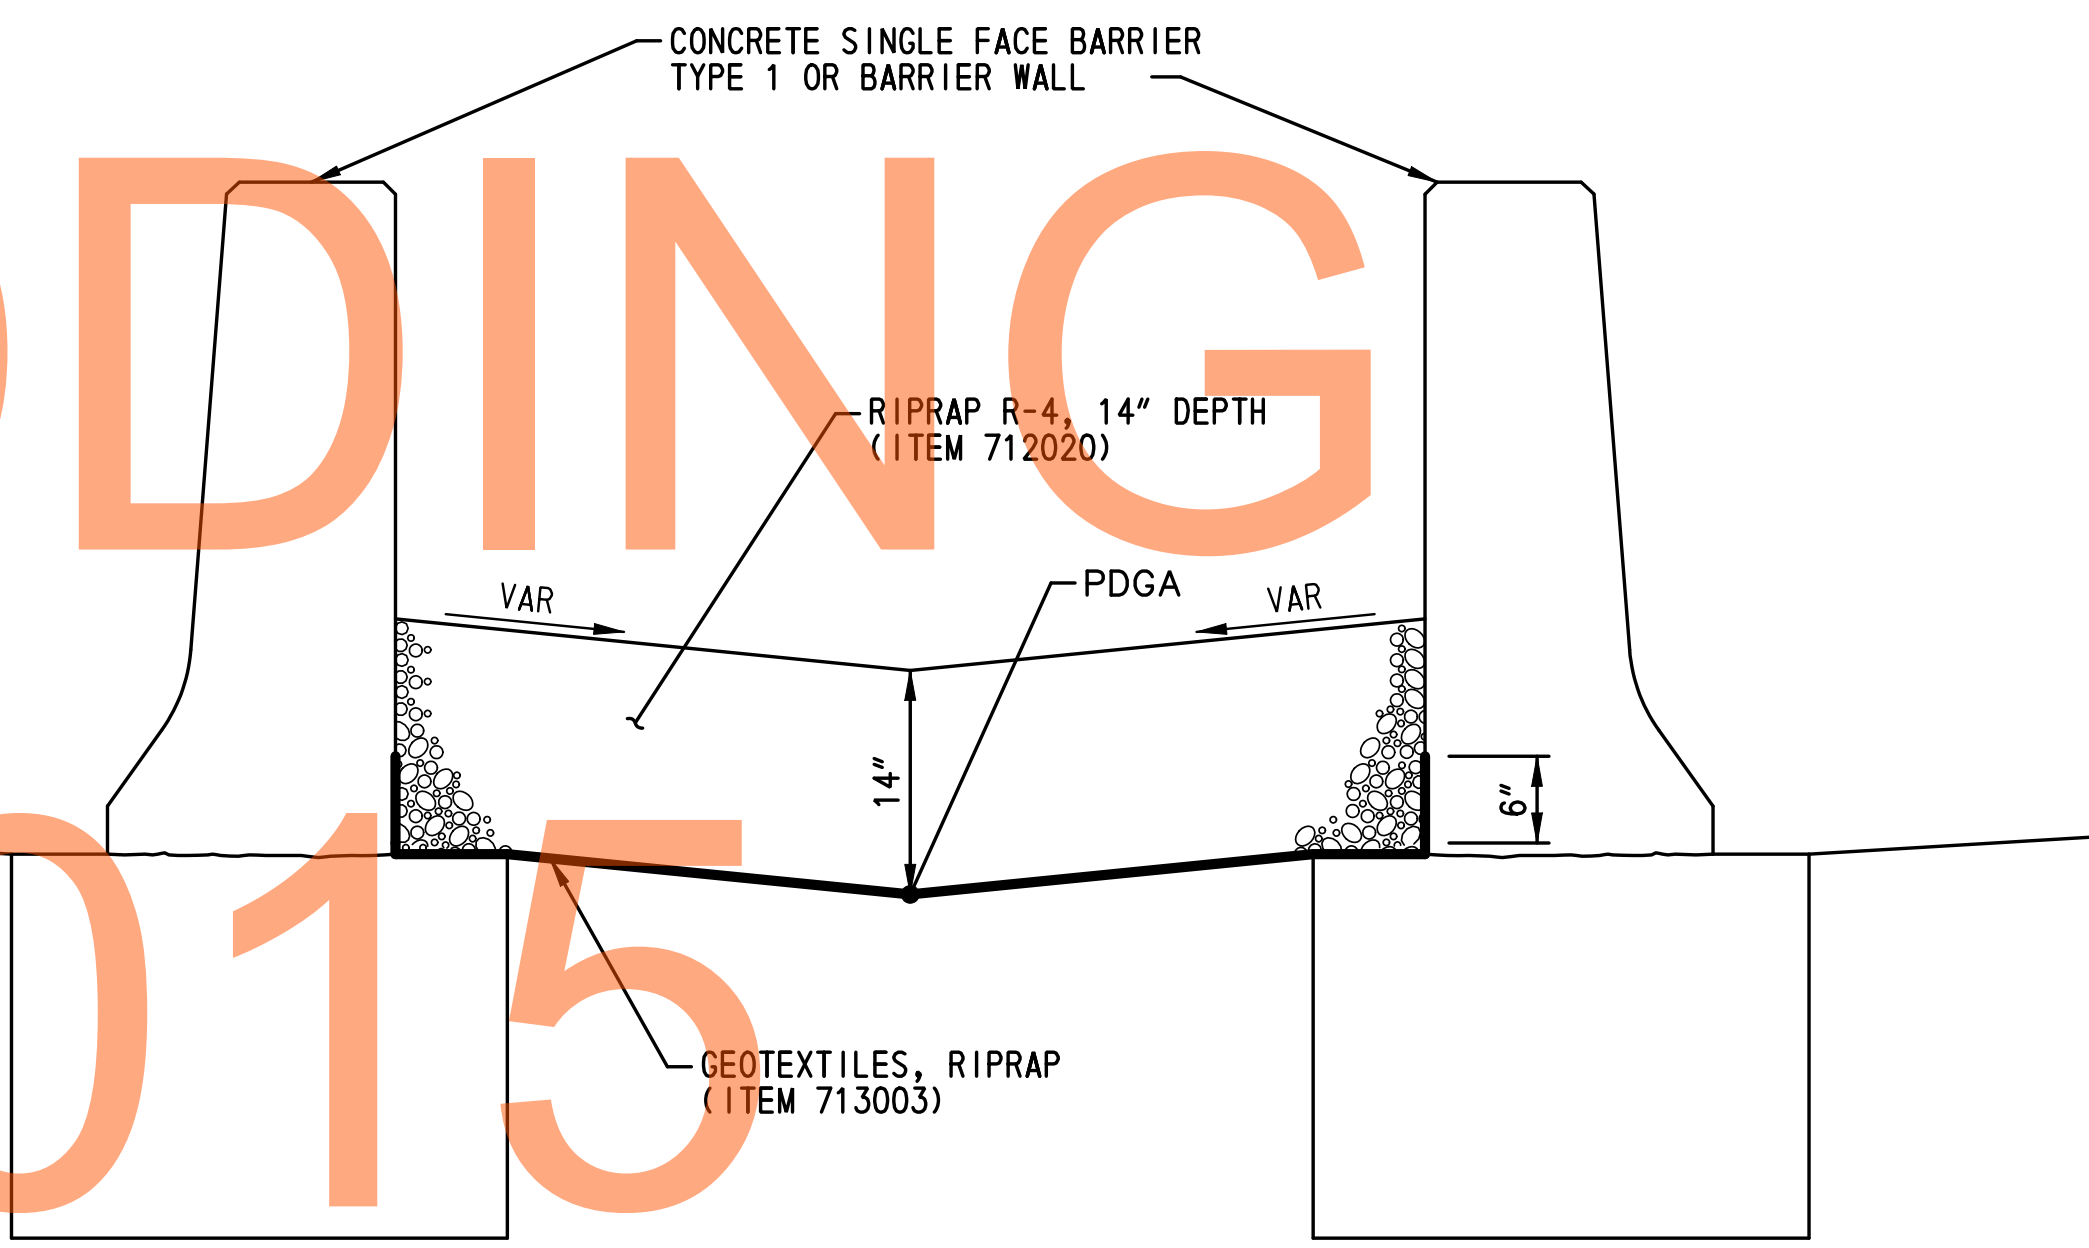 CONCRETE SINGLE FACE BARRIER
TYPE 1 OR BARRIER WALL
DING
RIPRAP R-4, 14" DEPTH
(ITEM 712020)
VAR
PDGA
VAR
14"
6"
015
GEOTEXTILES, RIPRAP
(ITEM 713003)